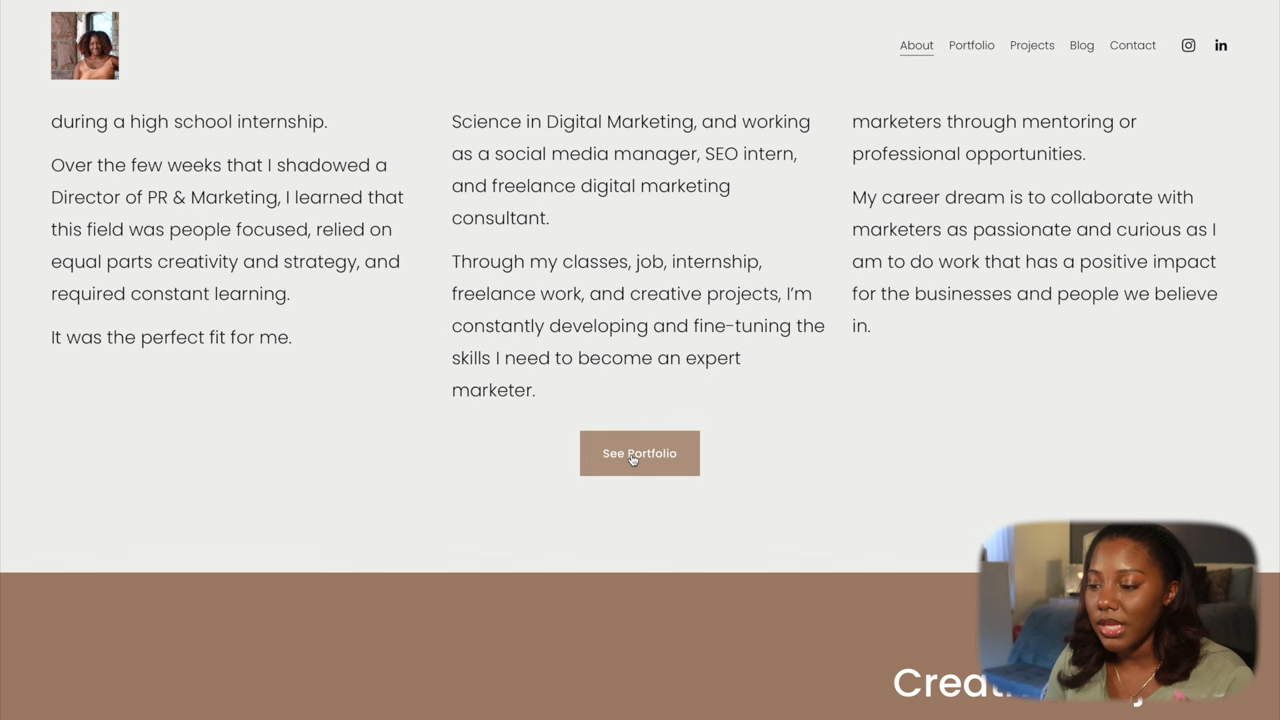 About
Portfolio
Projects
Blog
Contact
during a high school internship.
Over the few weeks that I shadowed a
Director of PR & Marketing, I learned that
this field was people focused, relied on
equal parts creativity and strategy, and
required constant learning.
It was the perfect fit for me.
Science in Digital Marketing, and working
as a social media manager, SEO intern,
and freelance digital marketing
consultant.
Through my classes, job, internship,
freelance work, and creative projects, I’m
constantly developing and fine-tuning the
skills I need to become an expert
marketer.
marketers through mentoring or
professional opportunities.
My career dream is to collaborate with
marketers as passionate and curious as I
am to do work that has a positive impact
for the businesses and people we believe
in.
See Portfolio